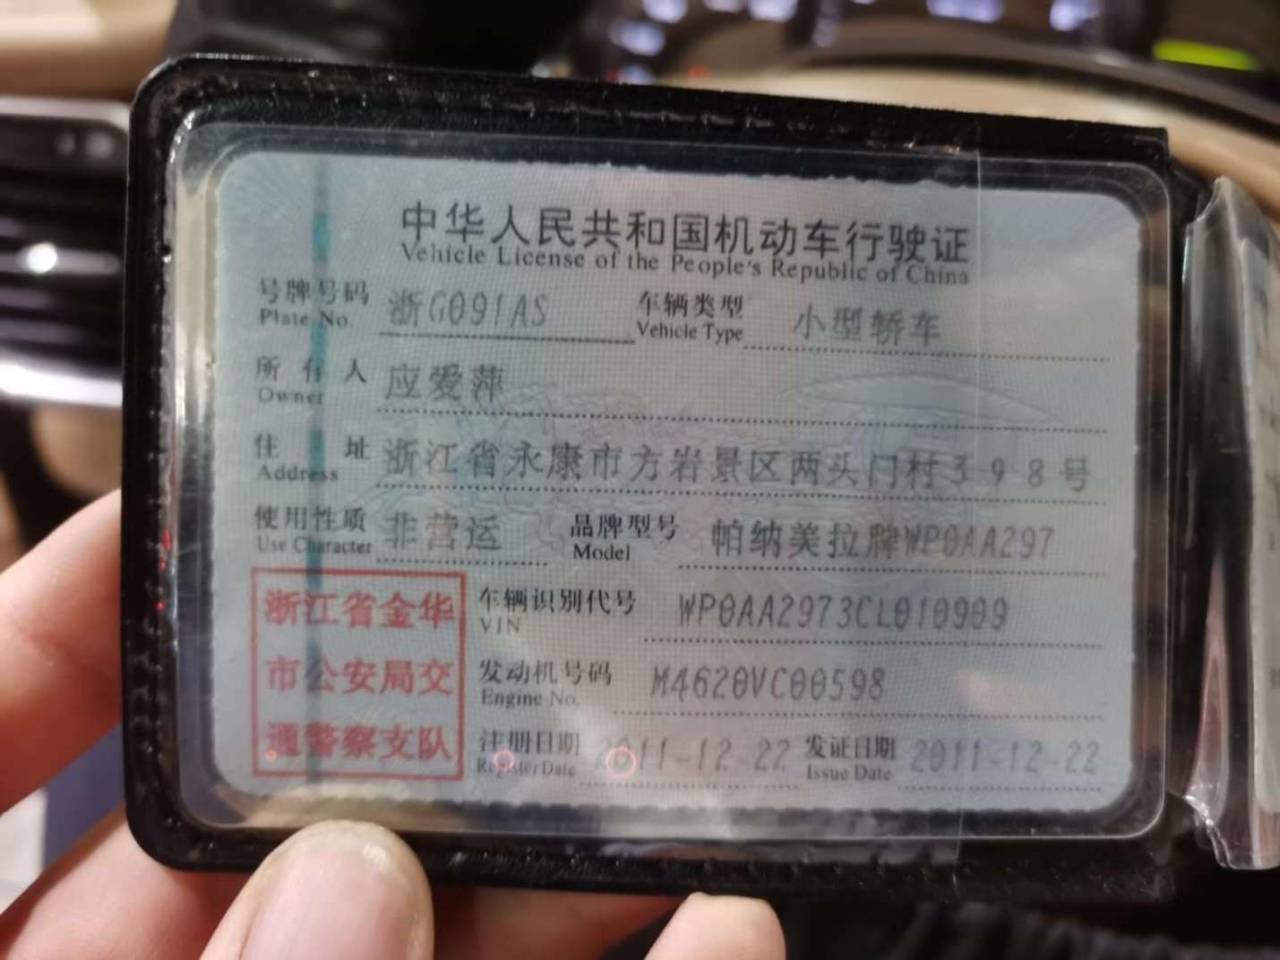 中华人民共和国机动车行驶证
Vehicle License of the People's Republic of China
号牌号码 浙G091AS 车辆类型 小型轿车
Plate No. Vehicle Type
所有人 应爱萍
Owner
住址 浙江省永康市方岩景区两头门村398号
Address
使用性质 非营运 品牌型号 帕纳美拉牌WP0AA297
Use Character Model
浙江省金华
市公安局交
通警察支队
车辆识别代号 WP0AA2973CL010909
VIN
发动机号码 M4620VC00598
Engine No.
注册日期 2011-12-22 发证日期 2011-12-22
Register Date Issue Date